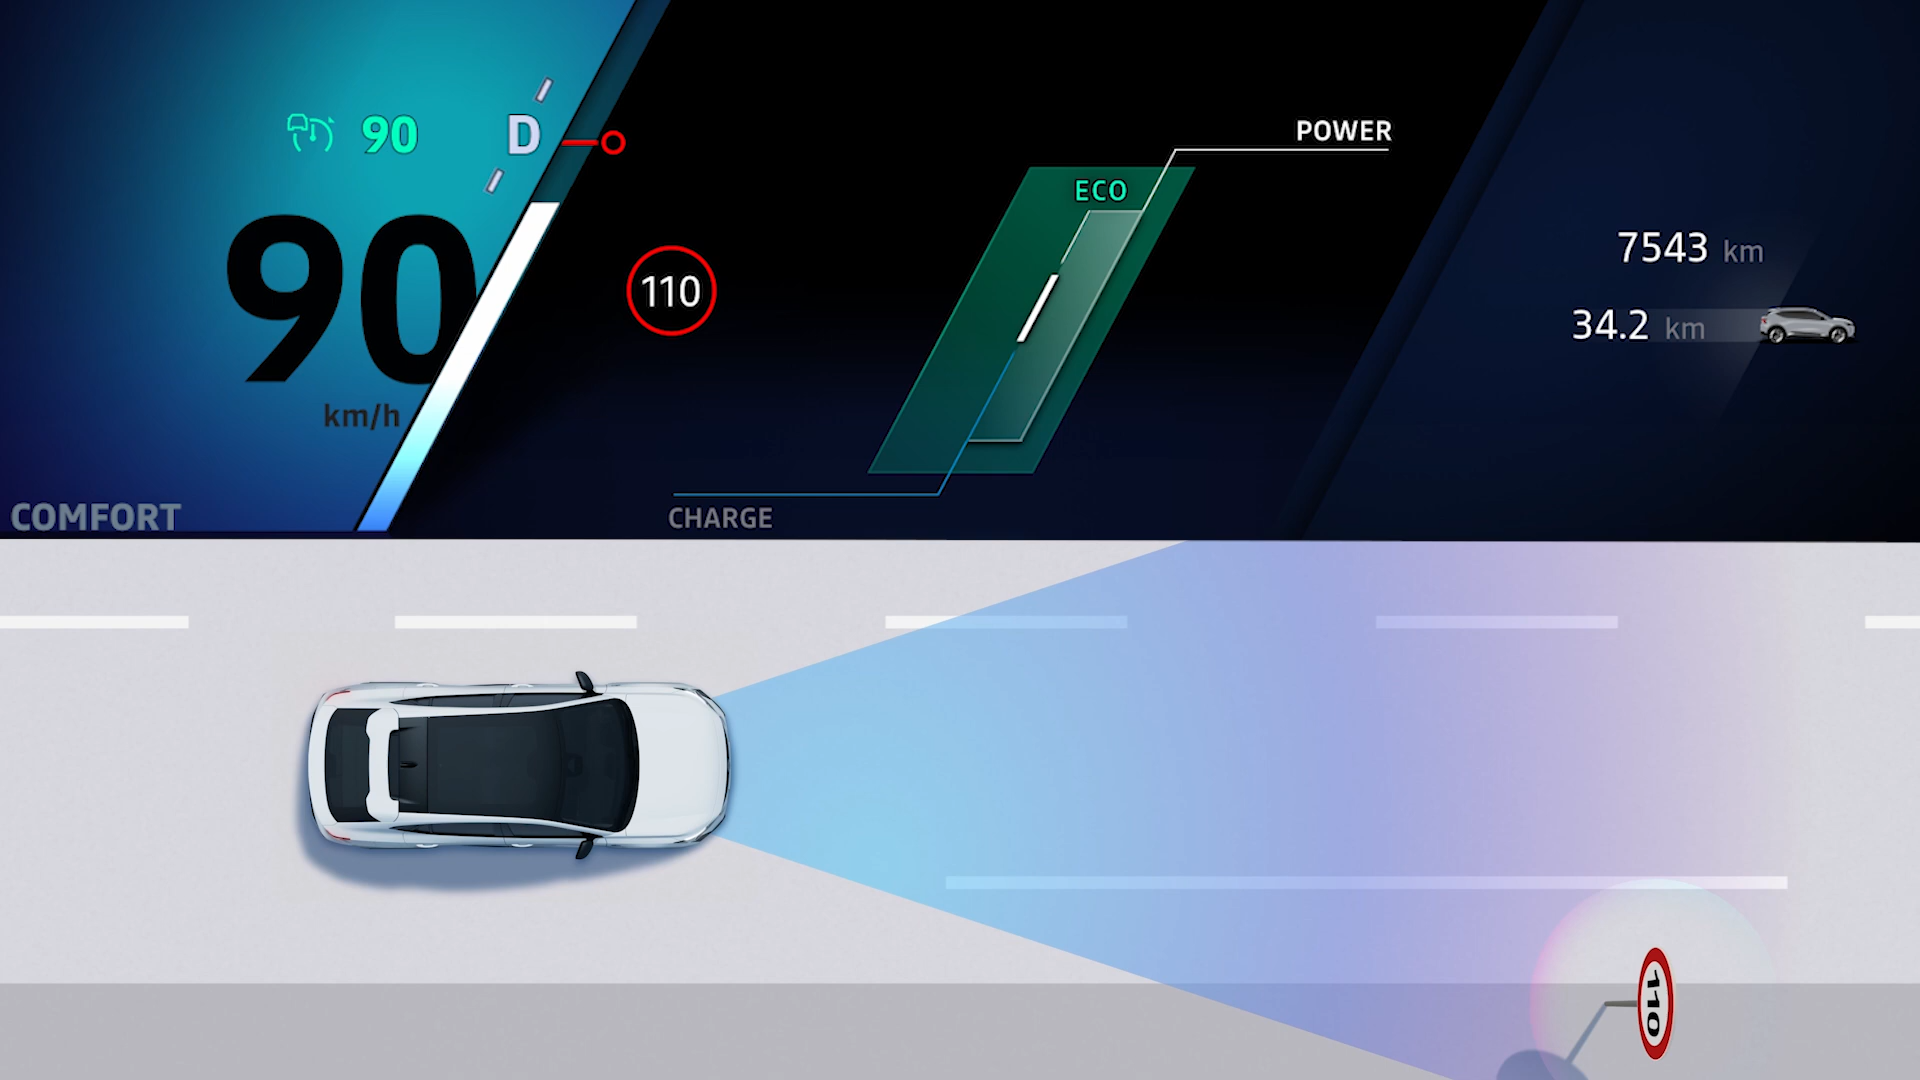 90 D
90
km/h
COMFORT
110
POWER
ECO
CHARGE
7543 km
34.2 km
110